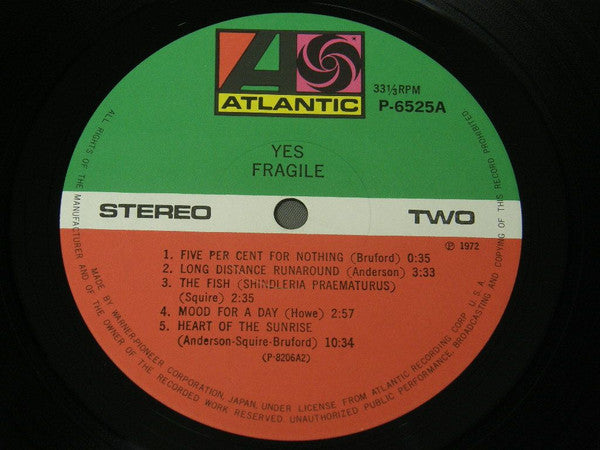 ATLANTIC
33⅓RPM
P-6525A
YES
FRAGILE
STEREO
TWO
℗ 1972
1. FIVE PER CENT FOR NOTHING (Bruford) 0:35
2. LONG DISTANCE RUNAROUND (Anderson) 3:33
3. THE FISH (SHINDLERIA PRAEMATURUS)
(Squire) 2:35
4. MOOD FOR A DAY (Howe) 2:57
5. HEART OF THE SUNRISE
(Anderson-Squire-Bruford) 10:34
(P-8206A2)
MADE BY WARNER-PIONEER CORPORATION, JAPAN, UNDER LICENSE FROM ATLANTIC RECORDING CORP. U.S.A.
ALL RIGHTS OF THE MANUFACTURER AND OF THE OWNER OF THE RECORDED WORK RESERVED. UNAUTHORIZED PUBLIC PERFORMANCE, BROADCASTING AND COPYING OF THIS RECORD PROHIBITED